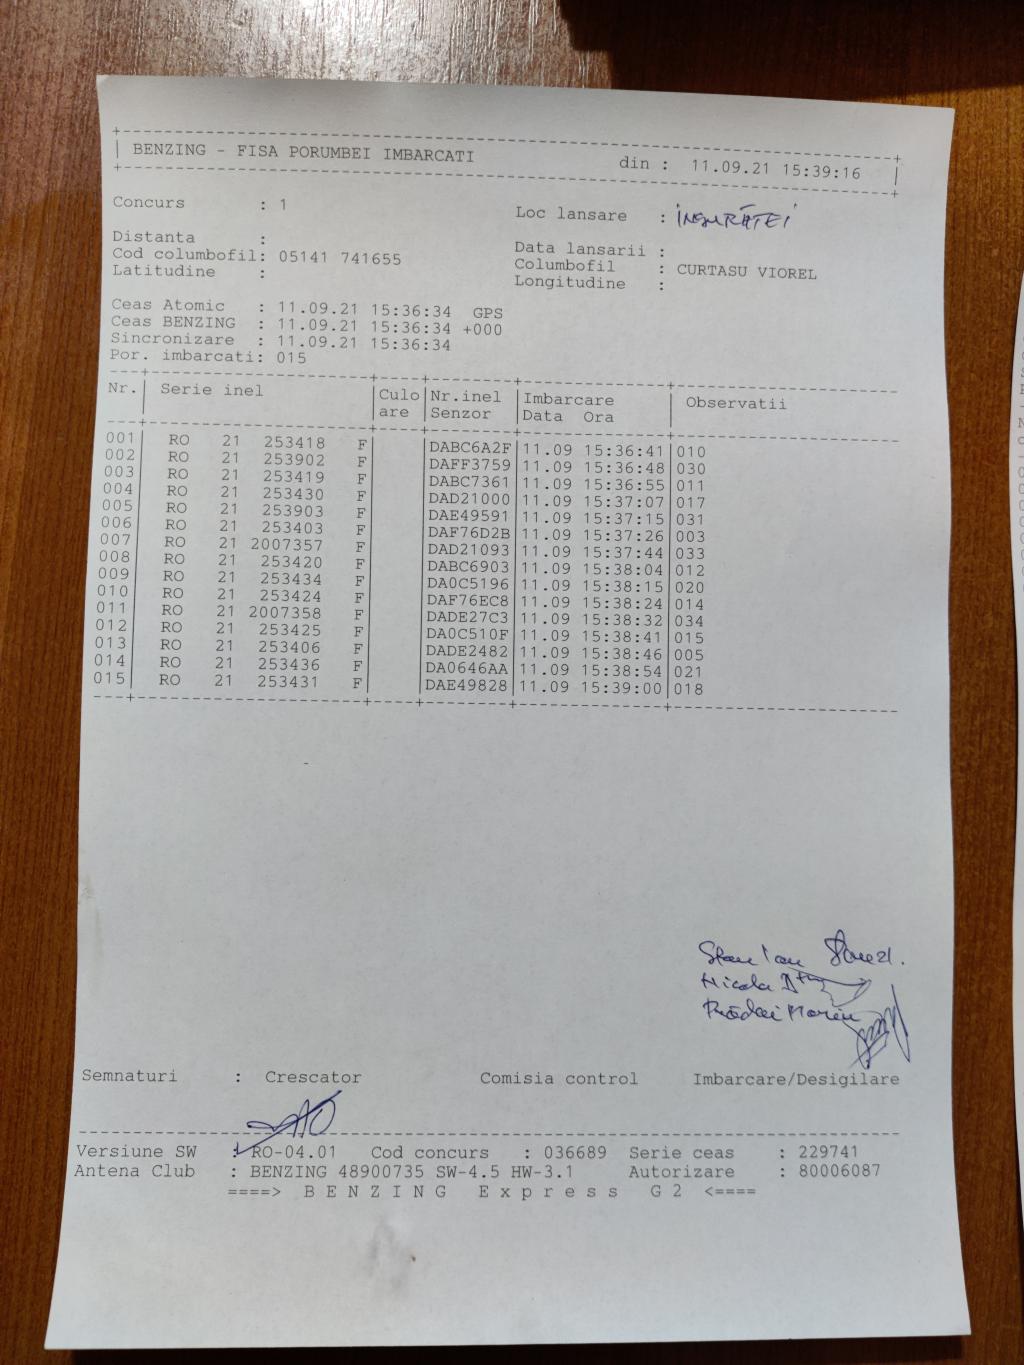 BENZING - FISA PORUMBEI IMBARCATI din : 11.09.21 15:39:16
Concurs : 1 Loc lansare : INSURĂȚEI
Distanta : Data lansarii :
Cod columbofil: 05141 741655 Columbofil : CURTASU VIOREL
Latitudine : Longitudine :
Ceas Atomic : 11.09.21 15:36:34 GPS
Ceas BENZING : 11.09.21 15:36:34 +000
Sincronizare : 11.09.21 15:36:34
Por. imbarcati: 015
Nr.| Serie inel |Culo|Nr.inel |Imbarcare | Observatii
|are |Senzor |Data Ora |
001| RO 21 253418 F| |DABC6A2F|11.09 15:36:41|010
002| RO 21 253902 F| |DAFF3759|11.09 15:36:48|030
003| RO 21 253419 F| |DABC7361|11.09 15:36:55|011
004| RO 21 253430 F| |DAD21000|11.09 15:37:07|017
005| RO 21 253903 F| |DAE49591|11.09 15:37:15|031
006| RO 21 253403 F| |DAF76D2B|11.09 15:37:26|003
007| RO 21 2007357 F| |DAD21093|11.09 15:37:44|033
008| RO 21 253420 F| |DABC6903|11.09 15:38:04|012
009| RO 21 253434 F| |DA0C5196|11.09 15:38:15|020
010| RO 21 253424 F| |DAF76EC8|11.09 15:38:24|014
011| RO 21 2007358 F| |DADE27C3|11.09 15:38:32|034
012| RO 21 253425 F| |DA0C510F|11.09 15:38:41|015
013| RO 21 253406 F| |DADE2482|11.09 15:38:46|005
014| RO 21 253436 F| |DA0646AA|11.09 15:38:54|021
015| RO 21 253431 F| |DAE49828|11.09 15:39:00|018
Stan Ian
Nicola
Marin
Semnaturi : Crescator Comisia control Imbarcare/Desigilare
Versiune SW : RO-04.01 Cod concurs : 036689 Serie ceas : 229741
Antena Club : BENZING 48900735 SW-4.5 HW-3.1 Autorizare : 80006087
====> B E N Z I N G E x p r e s s G 2 <====